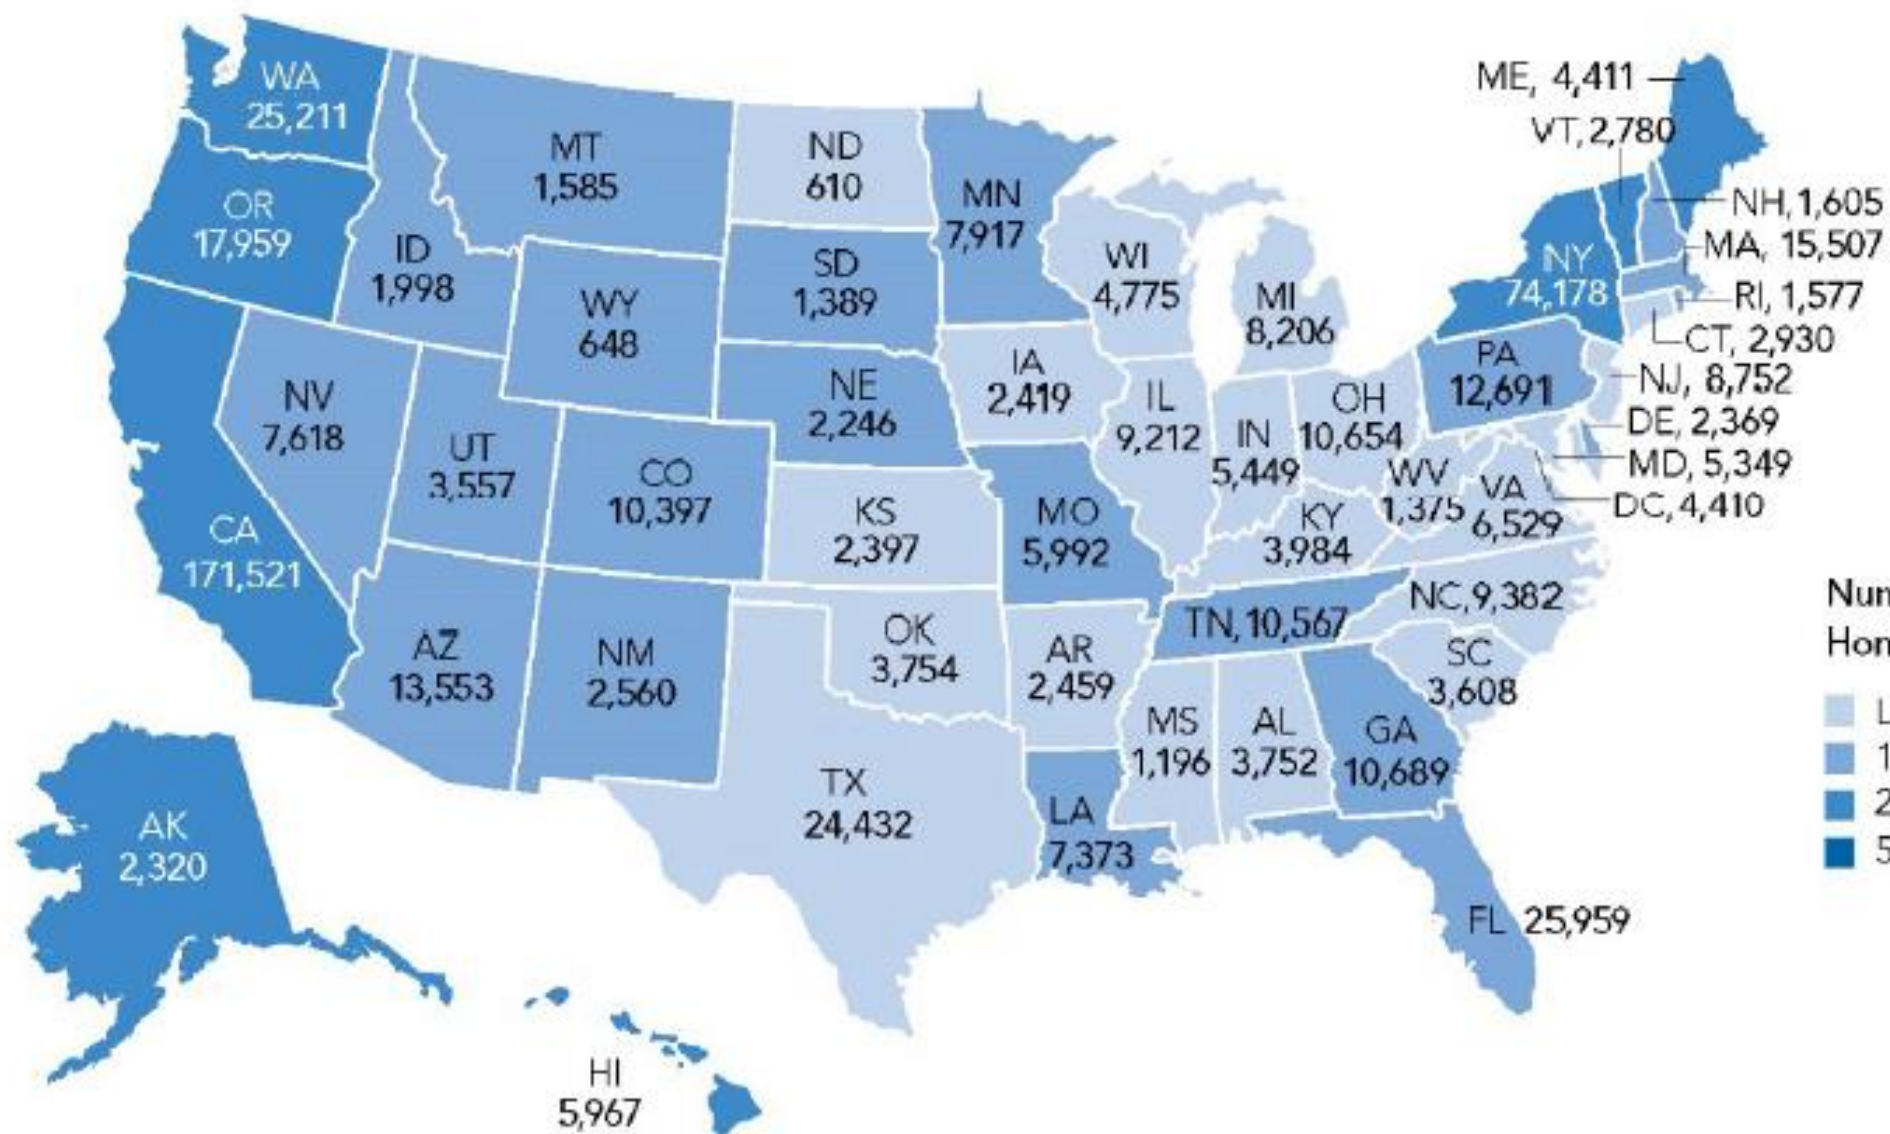 WA
25,211
OR
17,959
CA
171,521
ID
1,998
NV
7,618
MT
1,585
WY
648
UT
3,557
AZ
13,553
CO
10,397
NM
2,560
ND
610
SD
1,389
NE
2,246
KS
2,397
OK
3,754
TX
24,432
MN
7,917
IA
2,419
MO
5,992
AR
2,459
LA
7,373
WI
4,775
IL
9,212
MI
8,206
IN
5,449
OH
10,654
KY
3,984
TN, 10,567
MS
1,196
AL
3,752
GA
10,689
FL 25,959
SC
3,608
NC, 9,382
WV
1,375
VA
6,529
PA
12,691
NY
74,178
ME, 4,411
VT, 2,780
NH, 1,605
MA, 15,507
RI, 1,577
CT, 2,930
NJ, 8,752
DE, 2,369
MD, 5,349
DC, 4,410
AK
2,320
HI
5,967
Num
Hom
L
1
2
5